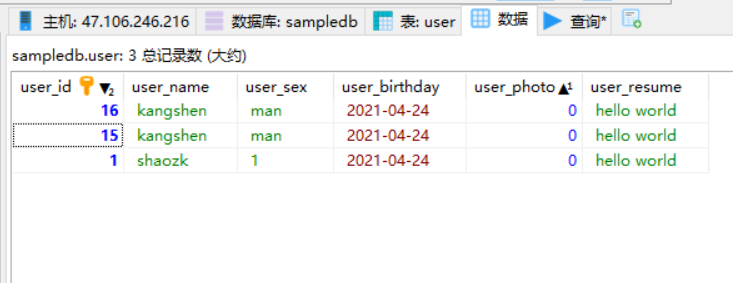 主机: 47.106.246.216 数据库: sampledb 表: user 数据 查询*
sampledb.user: 3 总记录数 (大约)
user_id ▼2 user_name user_sex user_birthday user_photo ▲1 user_resume
16 kangshen man 2021-04-24 0 hello world
15 kangshen man 2021-04-24 0 hello world
1 shaozk 1 2021-04-24 0 hello world